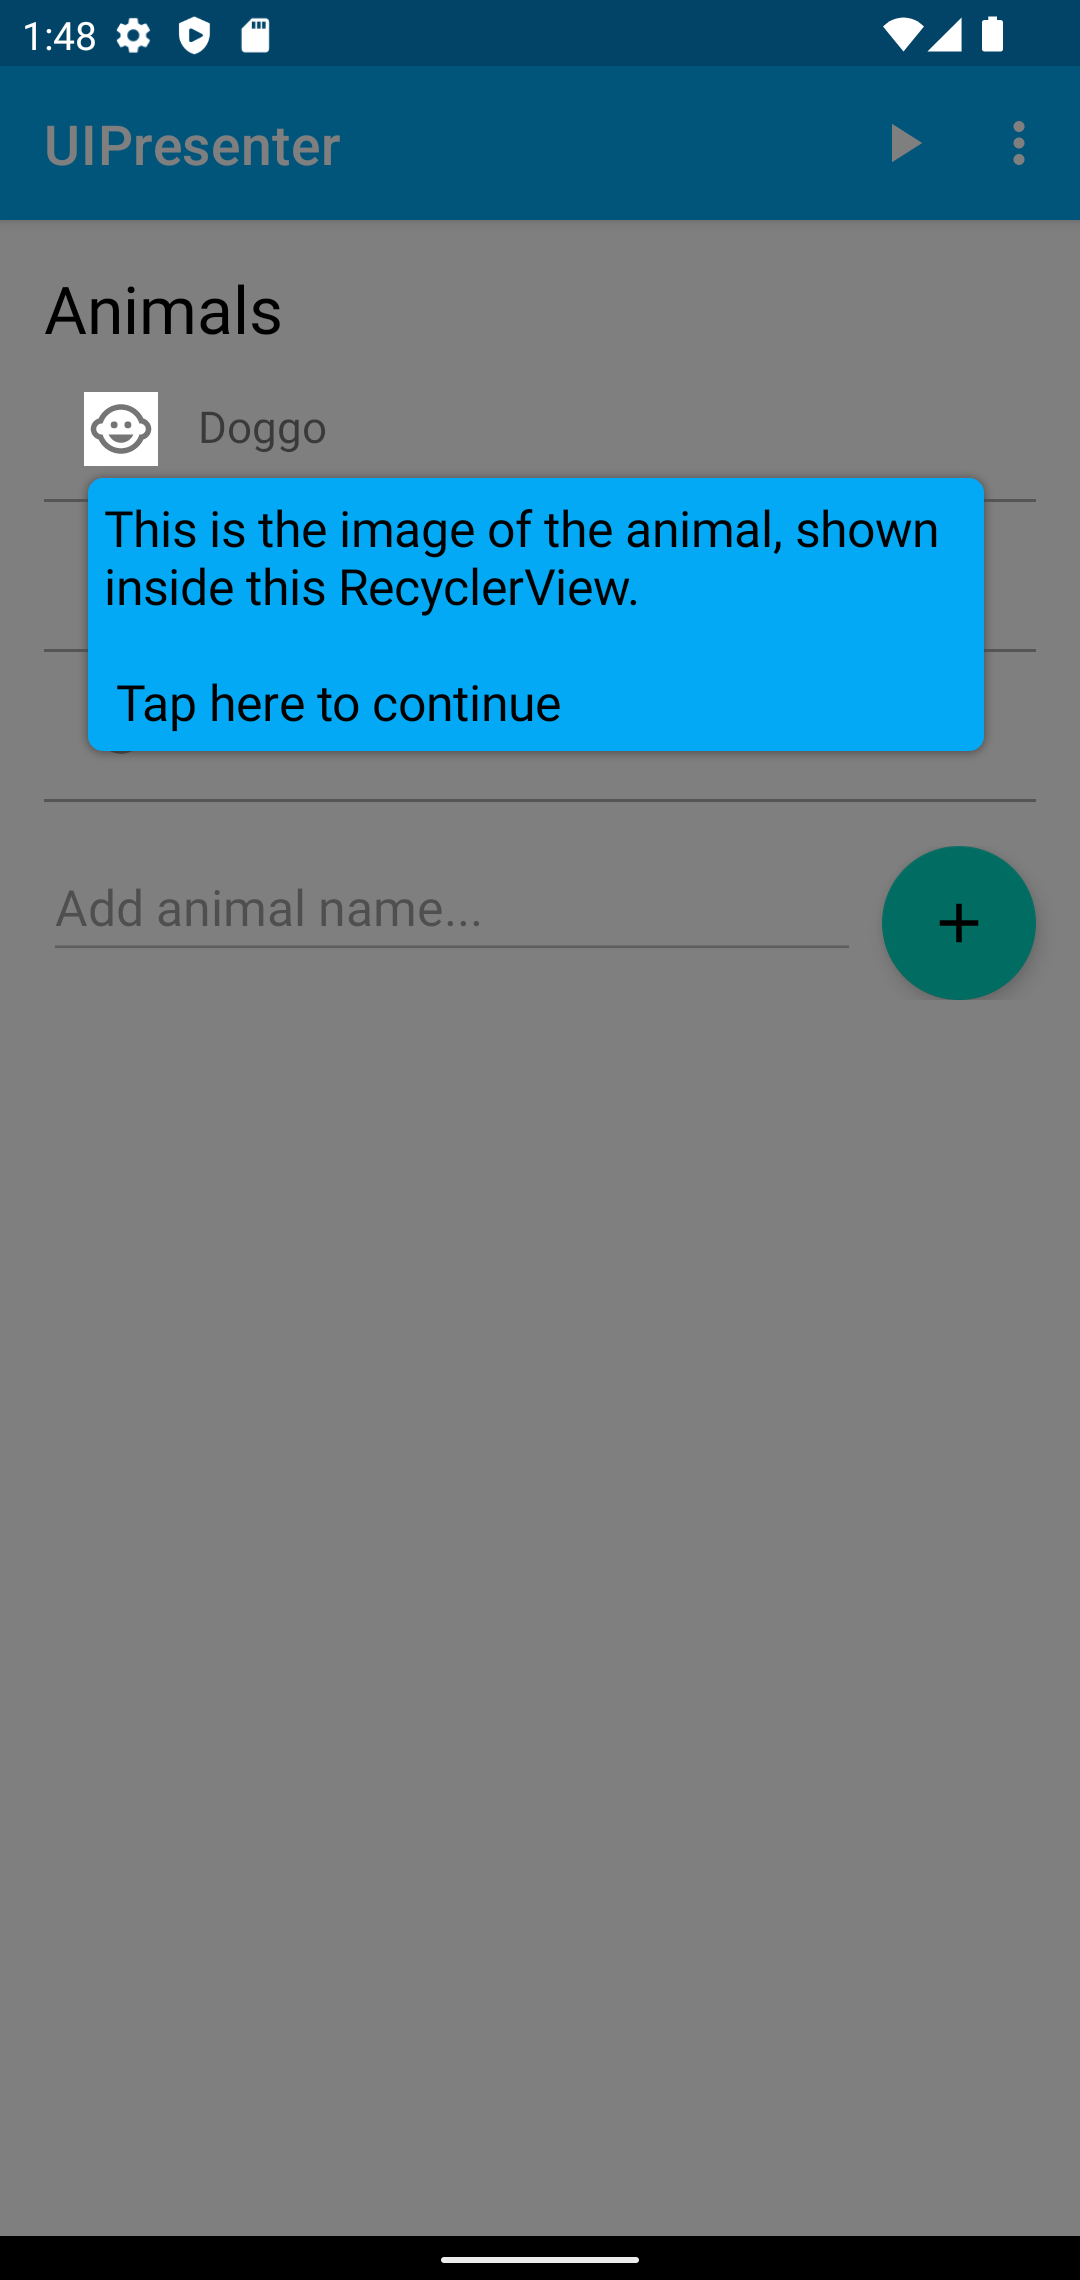 1:48
UIPresenter
Animals
Doggo
This is the image of the animal, shown
inside this RecyclerView.
Tap here to continue
Add animal name...